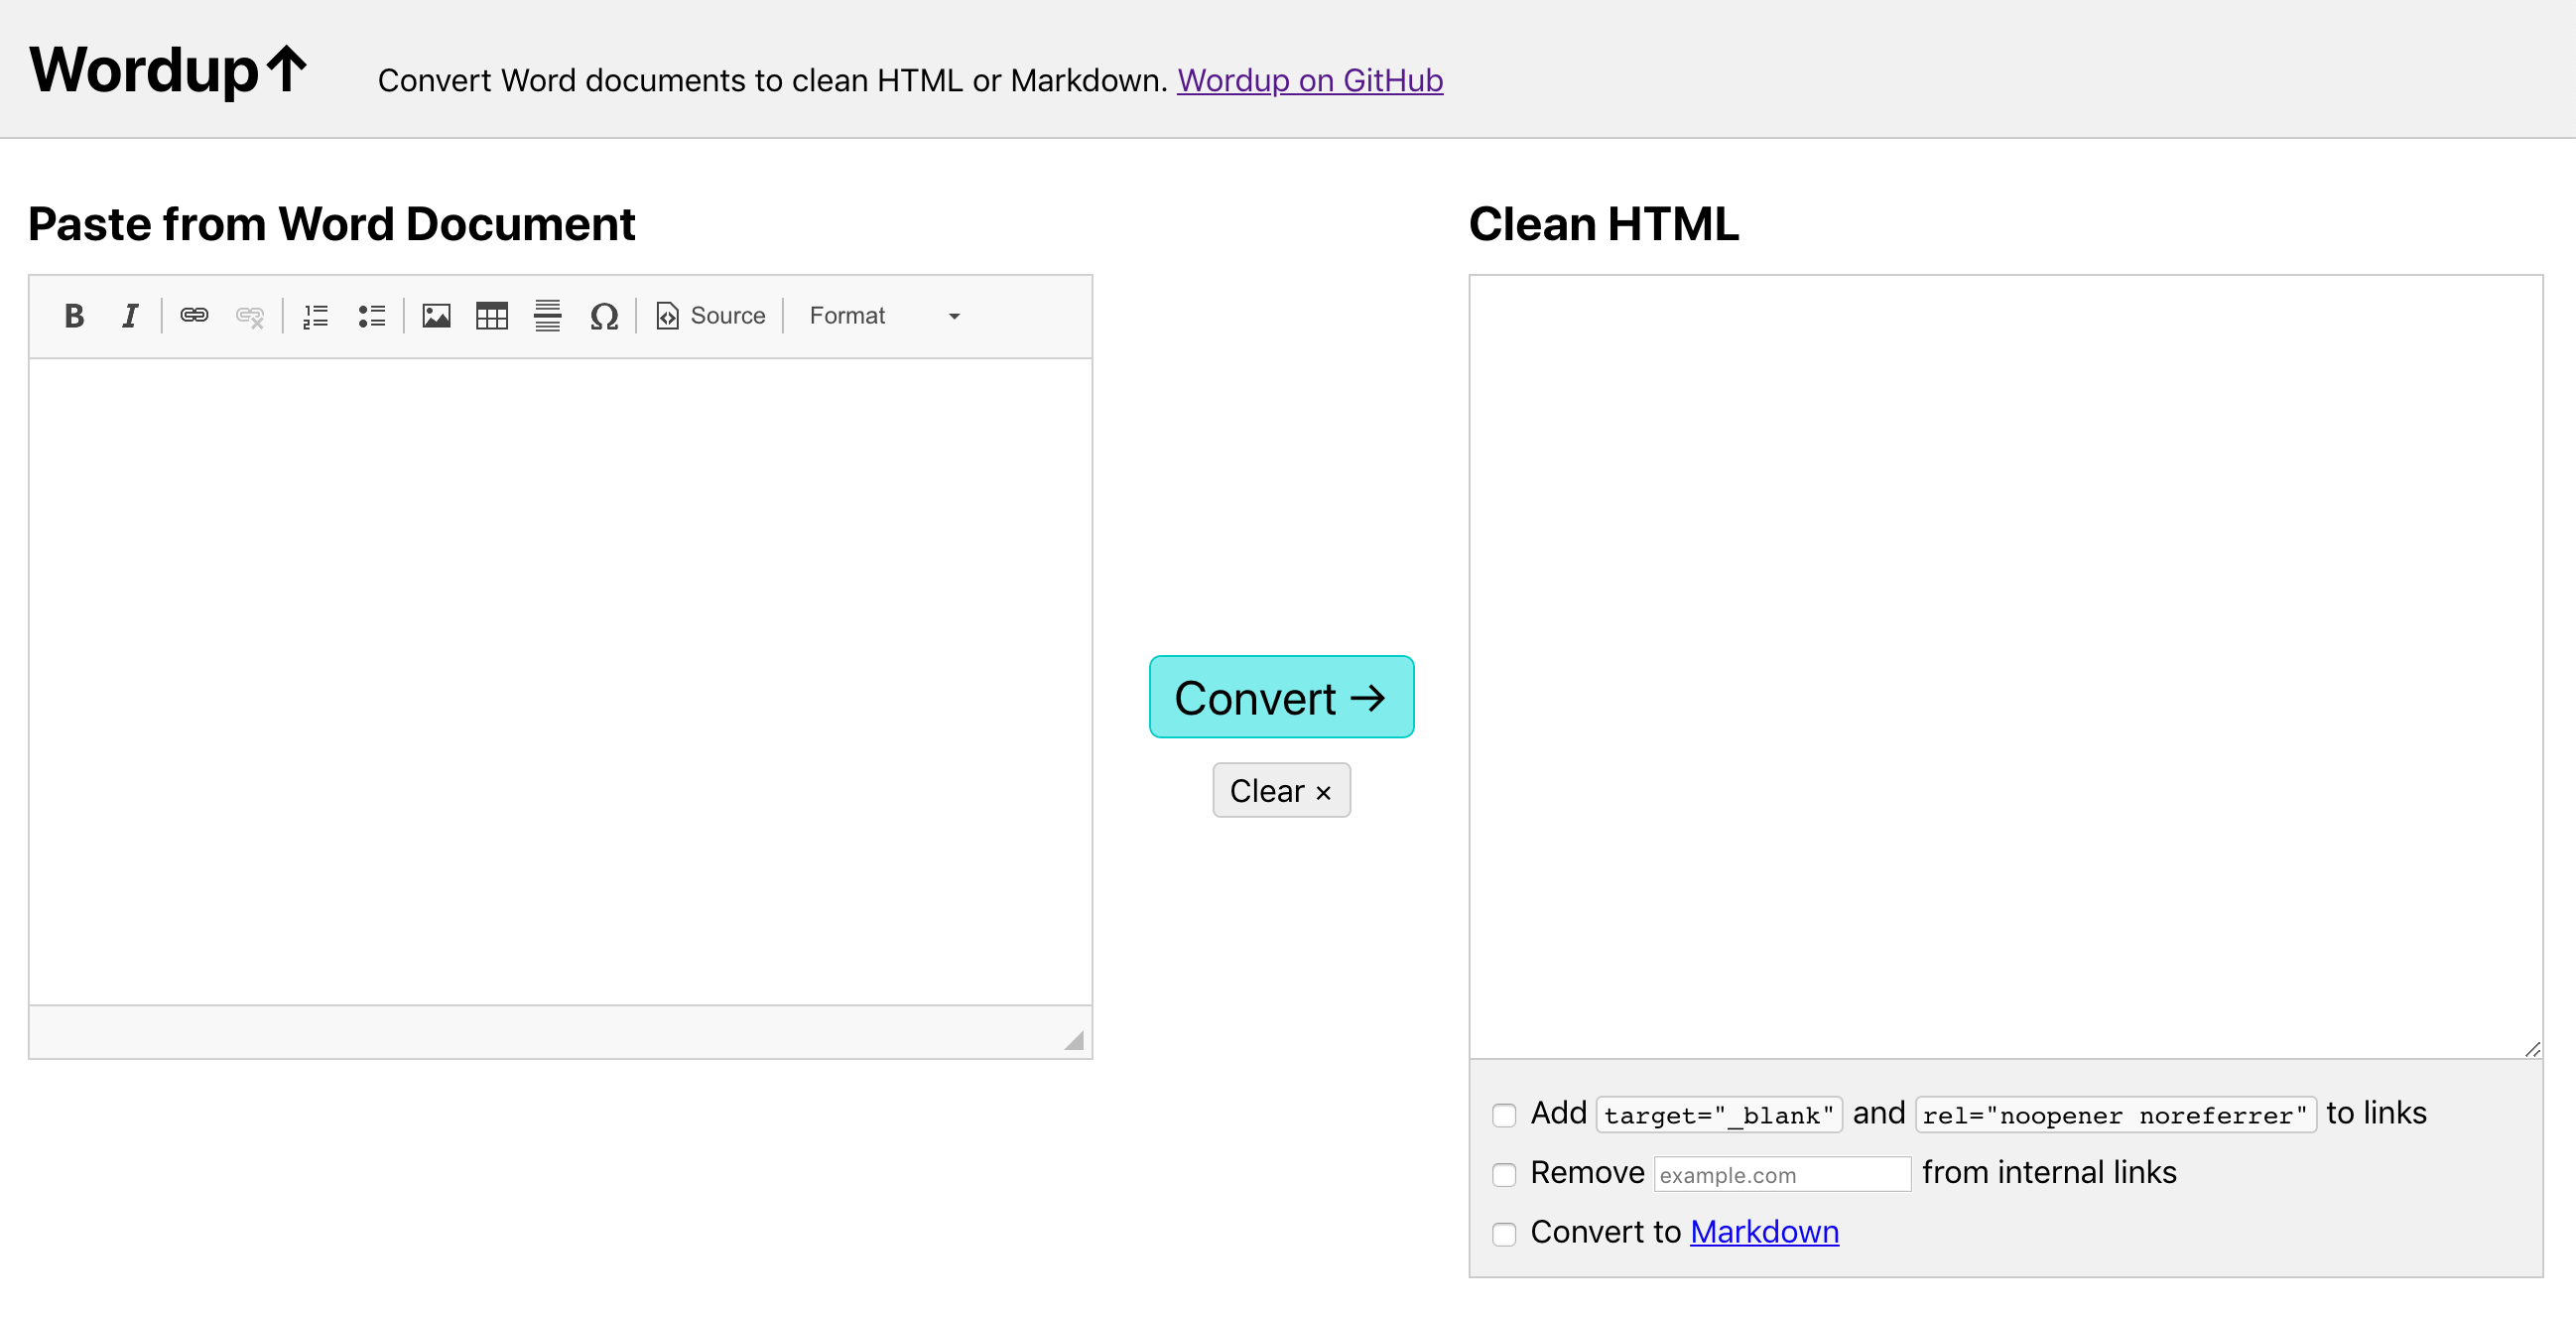 Wordup↑
Convert Word documents to clean HTML or Markdown. Wordup on GitHub
Paste from Word Document
B I Ω Source Format
Convert →
Clear ×
Clean HTML
Add target="_blank" and rel="noopener noreferrer" to links
Remove example.com from internal links
Convert to Markdown